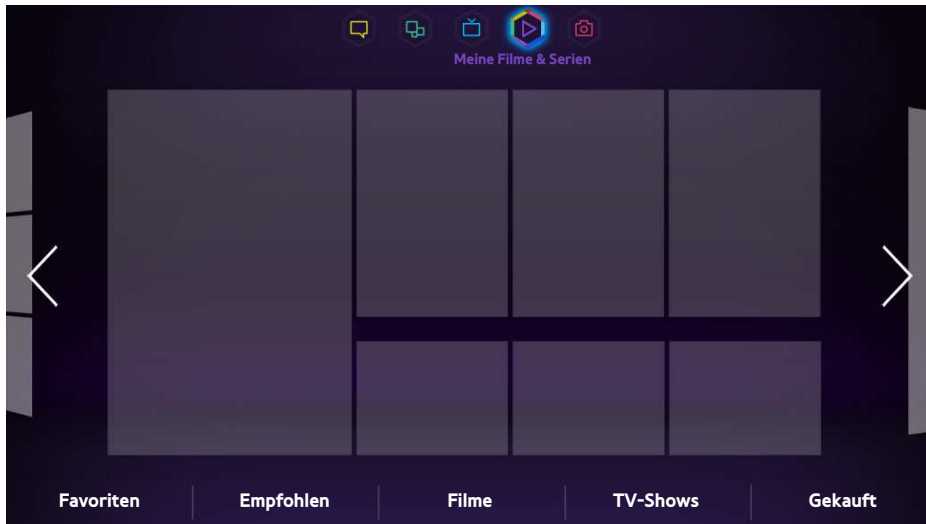 Meine Filme & Serien
Favoriten
Empfohlen
Filme
TV-Shows
Gekauft